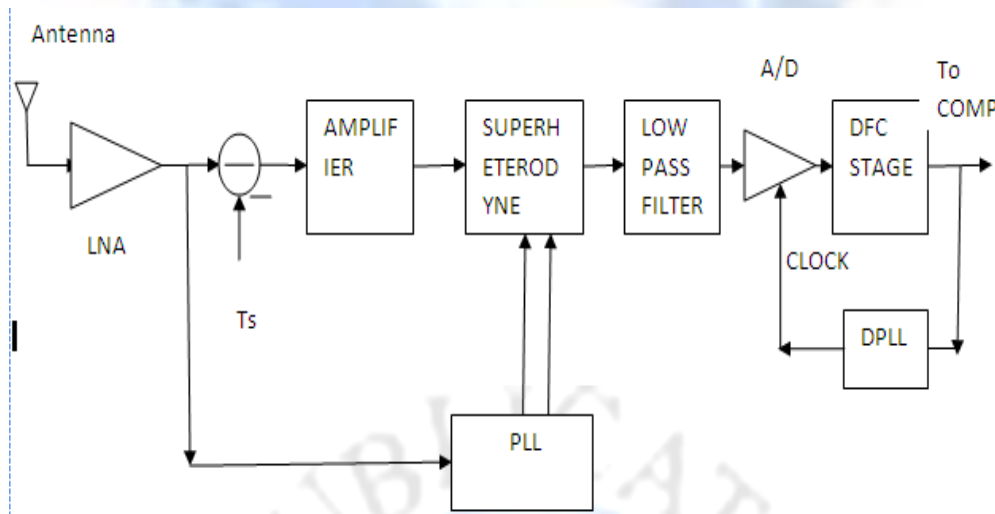 Antenna
LNA
Ts
AMPLIF
IER
SUPERH
ETEROD
YNE
LOW
PASS
FILTER
A/D
CLOCK
DFC
STAGE
To
COMP
DPLL
PLL